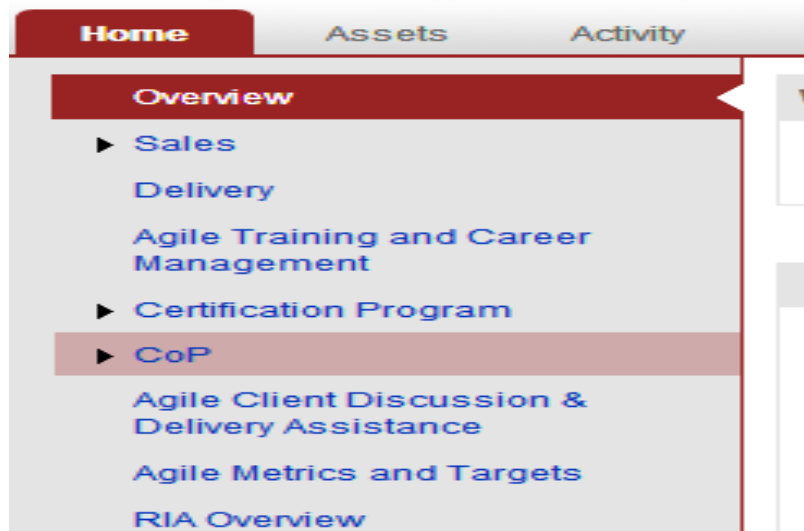 Home Assets Activity
Overview
Sales
Delivery
Agile Training and Career
Management
Certification Program
CoP
Agile Client Discussion &
Delivery Assistance
Agile Metrics and Targets
RIA Overview